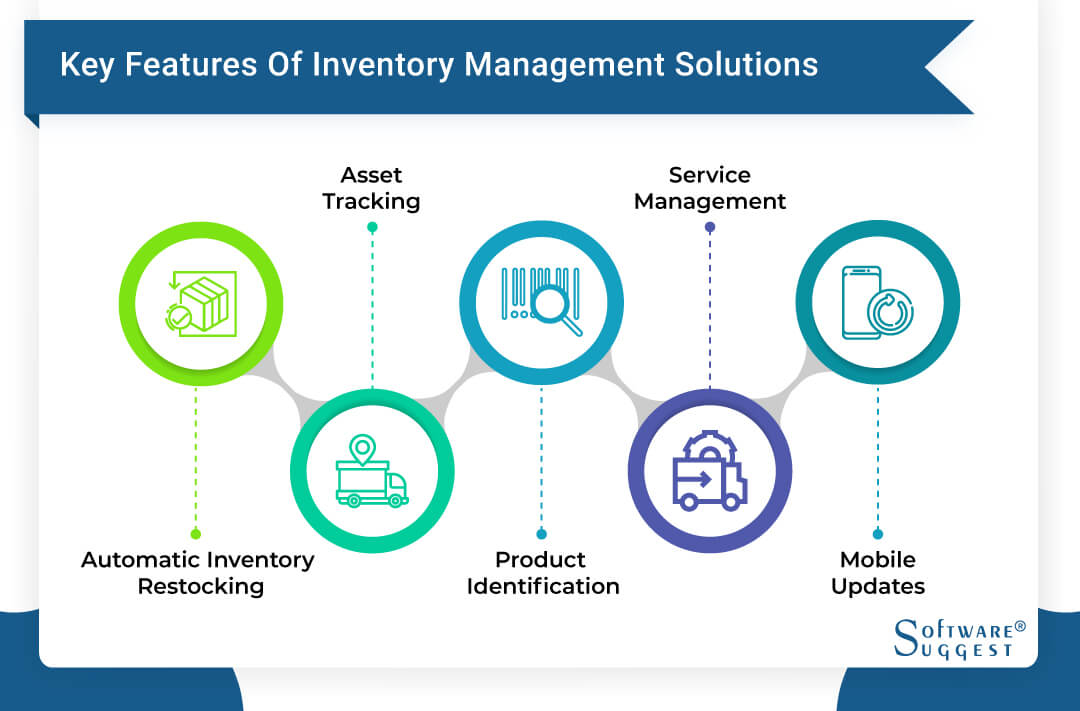 Key Features Of Inventory Management Solutions
Asset
Tracking
Service
Management
Automatic Inventory
Restocking
Product
Identification
Mobile
Updates
SOFTWARE®
SUGGEST